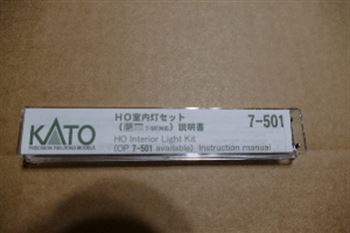 KATO
PRECISION RAILROAD MODELS
HO室内灯セット
7-501
説明書
HO Interior Light Kit
(OP 7-501 available) Instruction manual